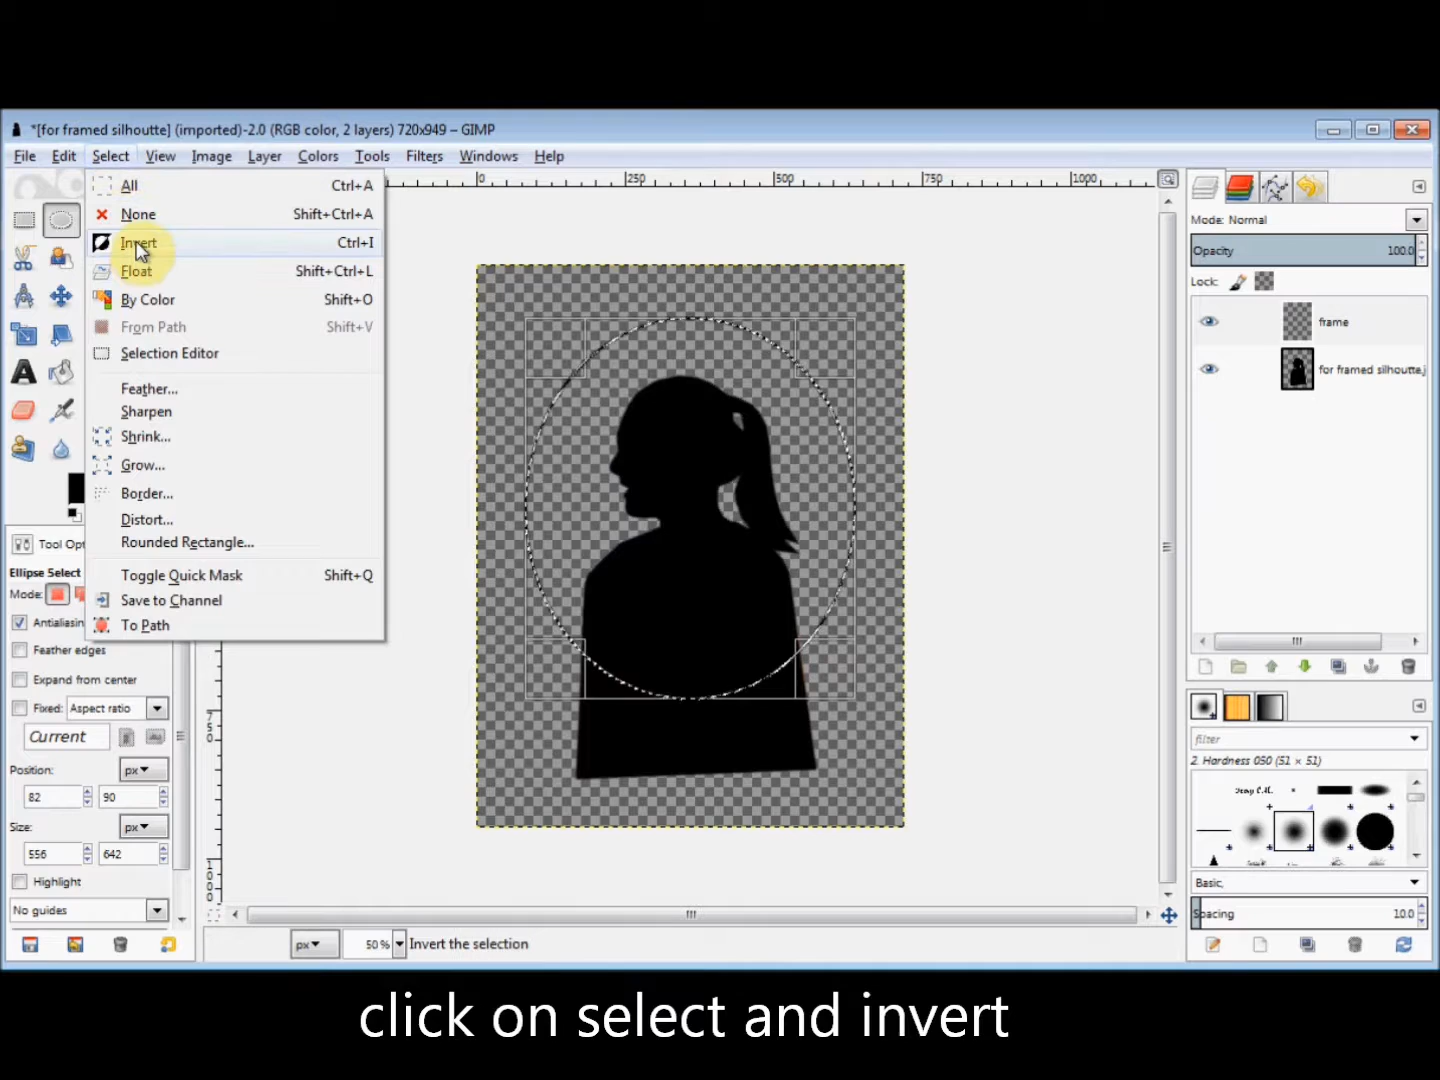 *[for framed silhoutte] (imported)-2.0 (RGB color, 2 layers) 720x949 – GIMP
File Edit Select View Image Layer Colors Tools Filters Windows Help
All Ctrl+A
None Shift+Ctrl+A
Invert Ctrl+I
Float Shift+Ctrl+L
By Color Shift+O
From Path Shift+V
Selection Editor
Feather...
Sharpen
Shrink...
Grow...
Border...
Distort...
Rounded Rectangle...
Toggle Quick Mask Shift+Q
Save to Channel
To Path
0 250 500 750 1000
750
1000
Tool Opt
Ellipse Select
Mode:
Antialiasin
Feather edges
Expand from center
Fixed: Aspect ratio
Current
Position: px
82 90
Size: px
556 642
Highlight
No guides
px 50 % Invert the selection
Mode: Normal
Opacity 100.0
Lock:
frame
for framed silhoutte.j
filter
2. Hardness 050 (51 × 51)
Basic,
Spacing 10.0
click on select and invert